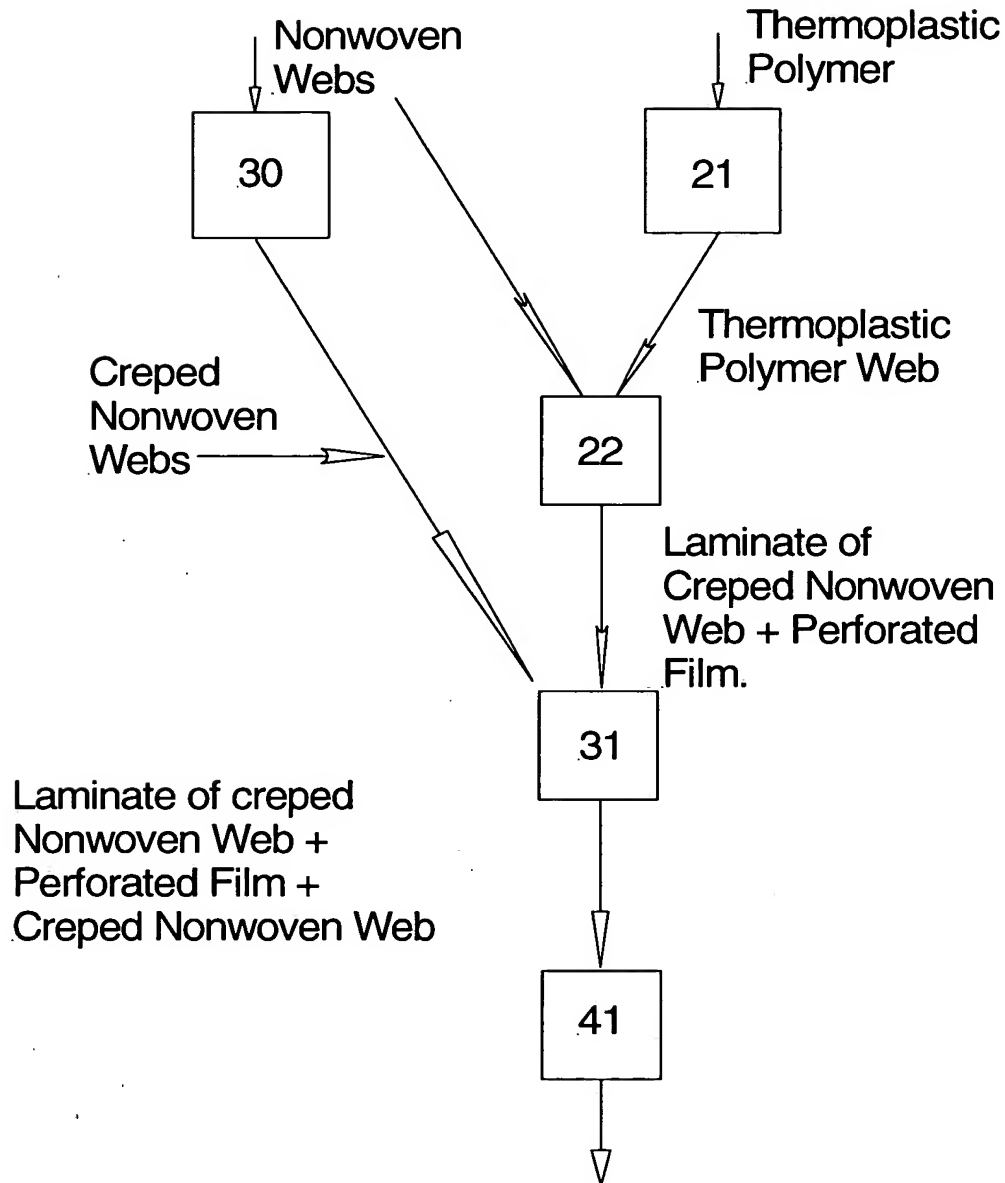 Nonwoven
Webs
Thermoplastic
Polymer
30
21
Thermoplastic
Polymer Web
Creped
Nonwoven
Webs
22
Laminate of
Creped Nonwoven
Web + Perforated
Film.
31
Laminate of creped
Nonwoven Web +
Perforated Film +
Creped Nonwoven Web
41